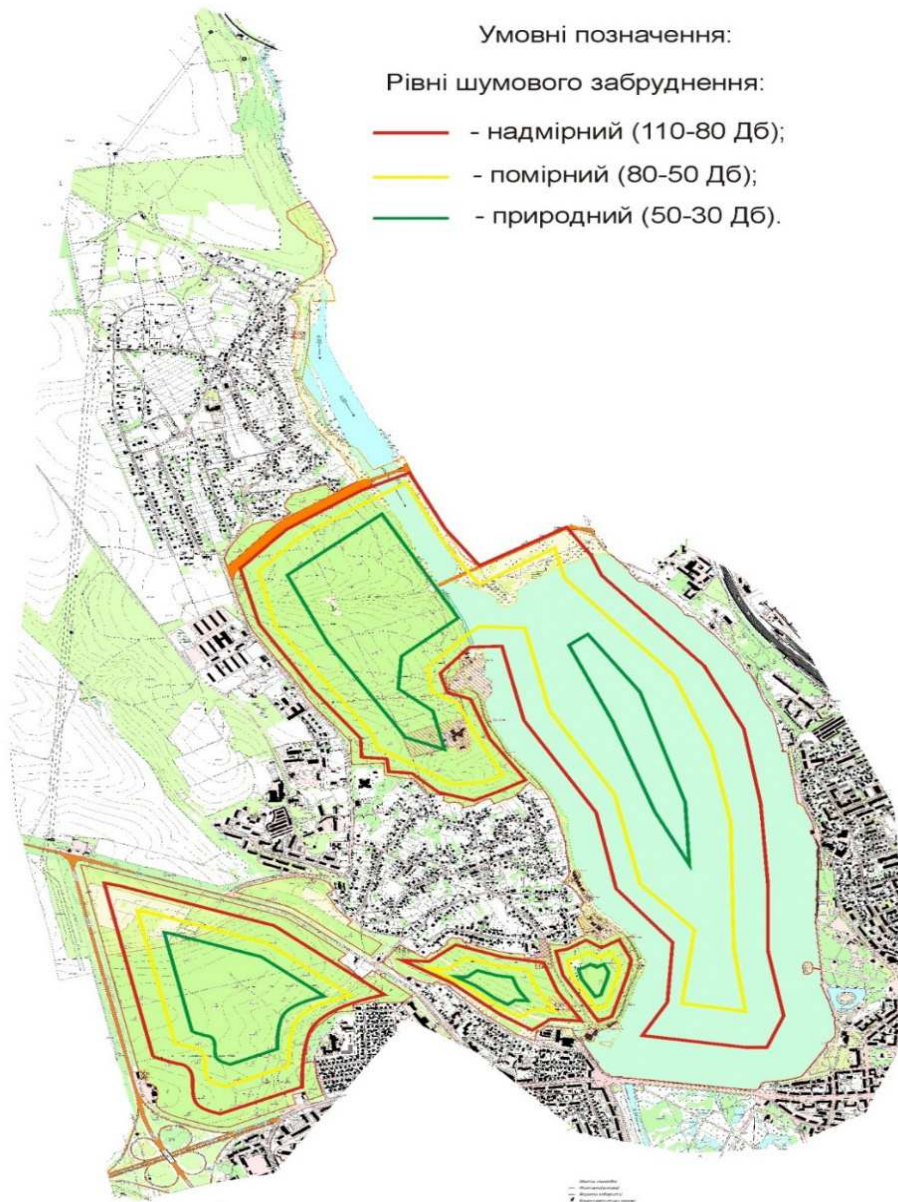 Умовні позначення:
Рівні шумового забруднення:
- надмірний (110-80 Дб);
- помірний (80-50 Дб);
- природний (50-30 Дб).